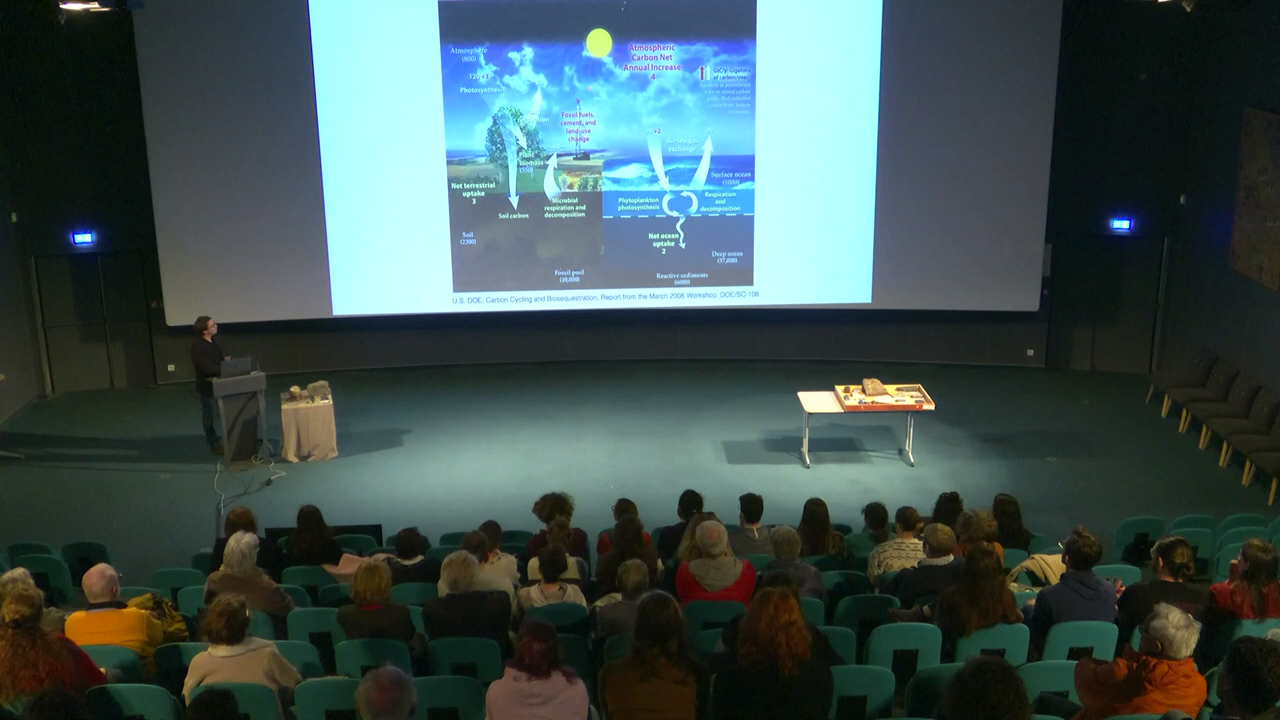 Atmosphere
(800)
Atmospheric
Carbon Net
Annual Increase
4
Photosynthesis
Fossil fuels,
cement, and
land-use
change
Plant
biomass
(550)
Air-sea gas
exchange
+2
Surface ocean
(1000)
Net terrestrial
uptake
3
Soil carbon
Microbial
respiration and
decomposition
Phytoplankton
photosynthesis
Respiration
and
decomposition
Soil
(2300)
Net ocean
uptake
2
Deep ocean
(37,000)
Fossil pool
(10,000)
Reactive sediments
(6000)
U.S. DOE. Carbon Cycling and Biosequestration; Report from the March 2008 Workshop. DOE/SC-108